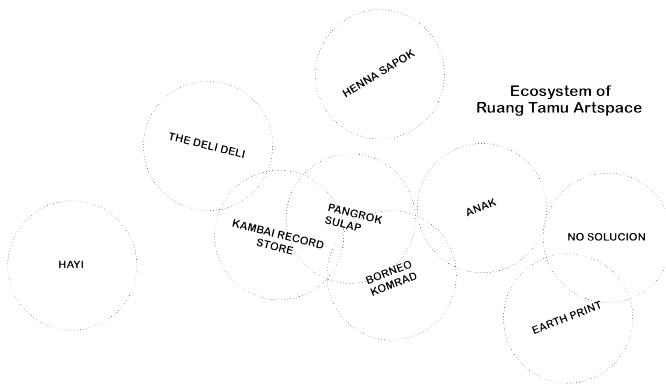 HENNA SAPOK
Ecosystem of
Ruang Tamu Artspace
THE DELI DELI
PANGROK
SULAP
ANAK
KAMBAI RECORD
STORE
NO SOLUCION
HAYI
BORNEO
KOMRAD
EARTH PRINT